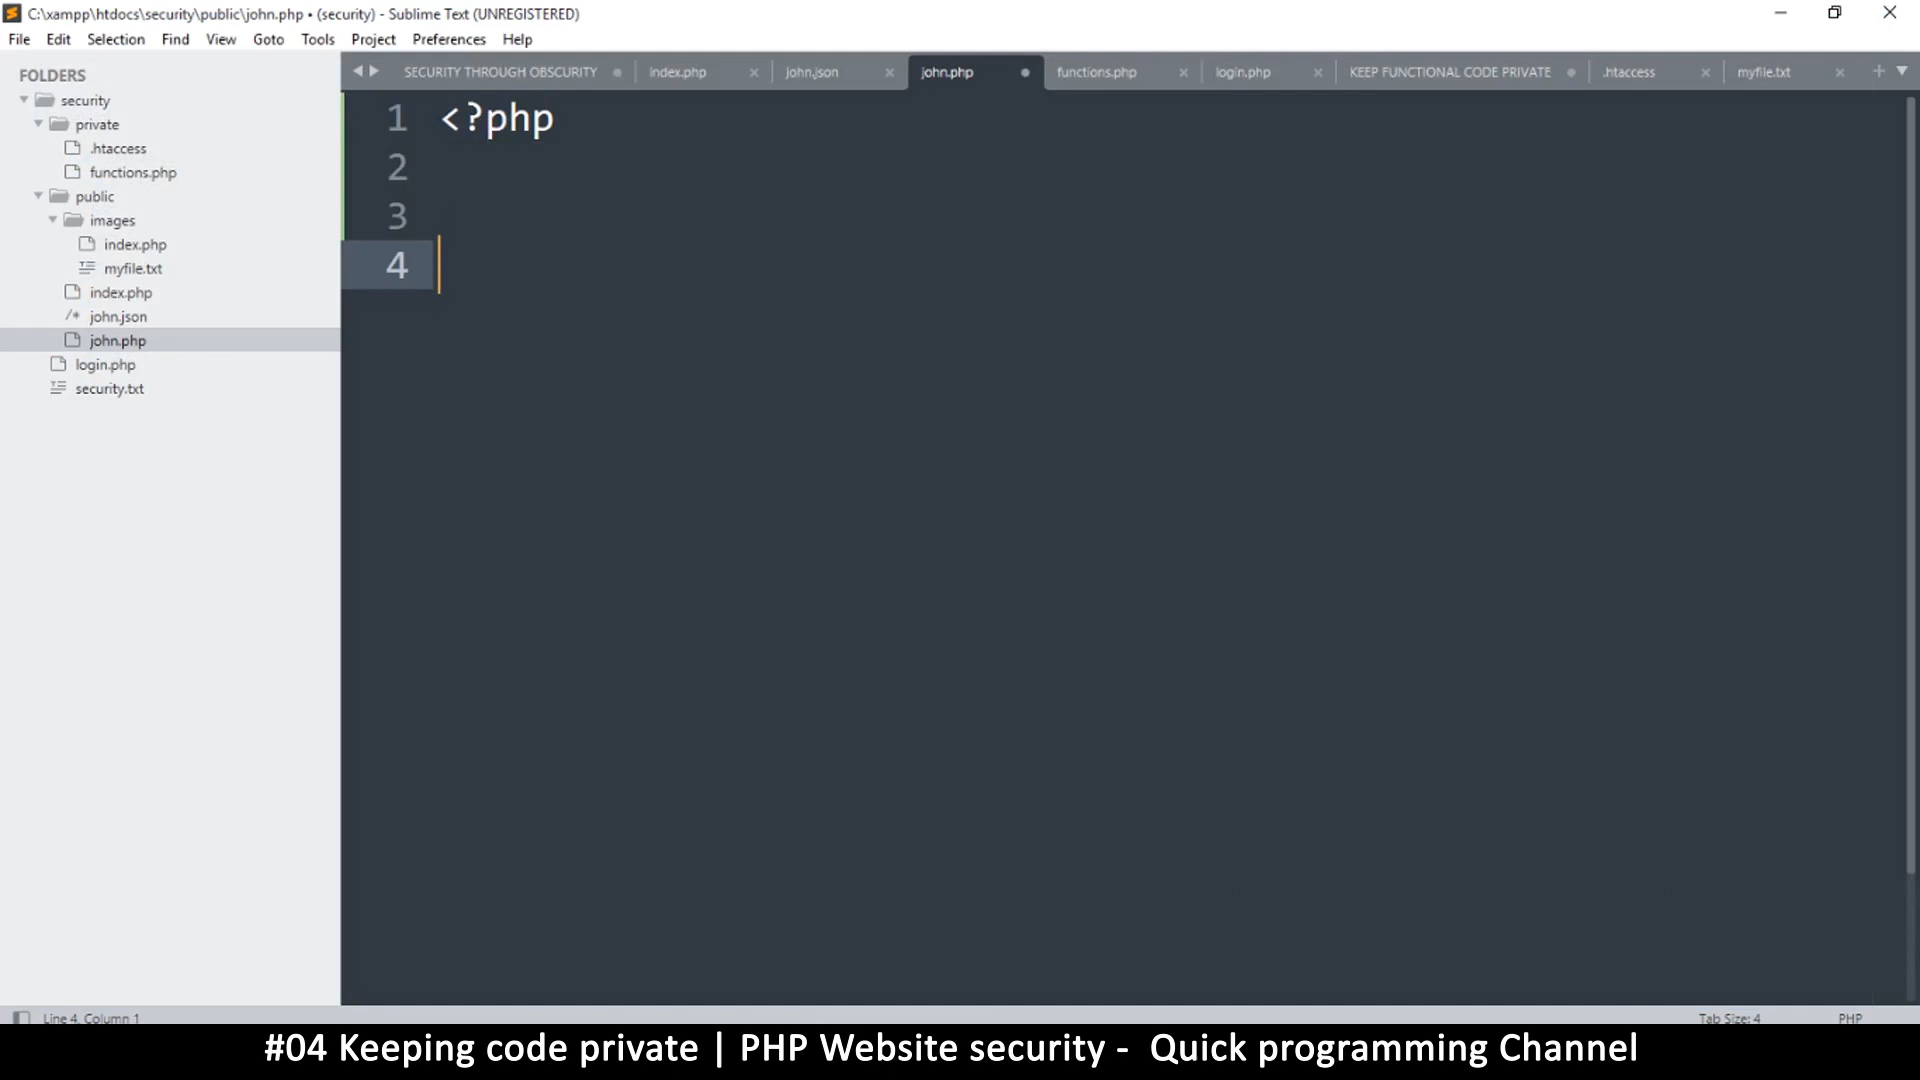 C:\xampp\htdocs\security\public\john.php • (security) - Sublime Text (UNREGISTERED)
File Edit Selection Find View Goto Tools Project Preferences Help
FOLDERS
security
private
.htaccess
functions.php
public
images
index.php
myfile.txt
index.php
/* john.json
john.php
login.php
security.txt
SECURITY THROUGH OBSCURITY index.php john.json john.php functions.php login.php KEEP FUNCTIONAL CODE PRIVATE .htaccess myfile.txt
1 <?php
2
3
4
Line 4, Column 1 Tab Size: 4 PHP
#04 Keeping code private | PHP Website security - Quick programming Channel